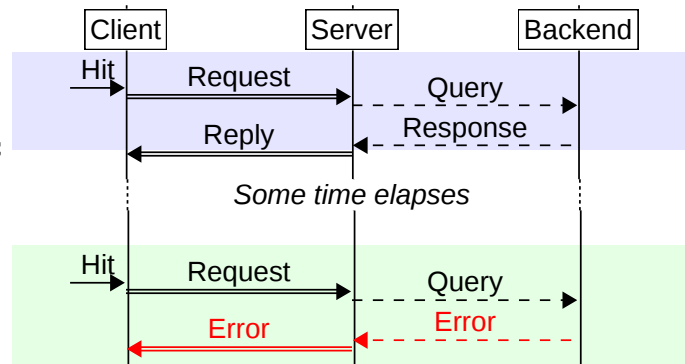 Client Server Backend
Hit
Request
Query
Response
Reply
Some time elapses
Hit
Request
Query
Error
Error